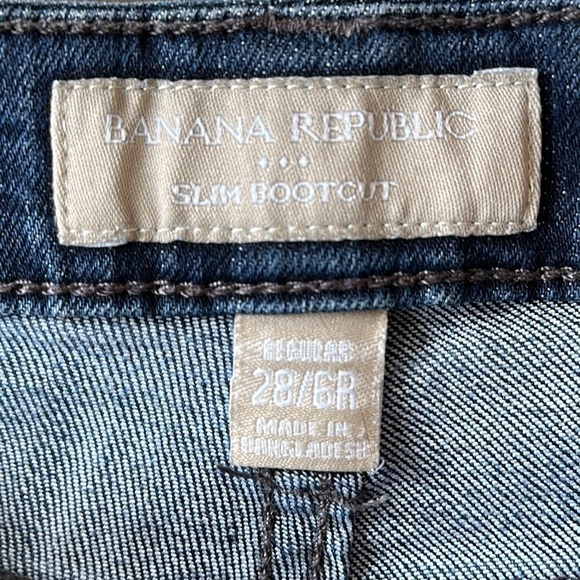 BANANA REPUBLIC
SLIM BOOTCUT
REGULAR
28/6R
MADE IN
BANGLADESH